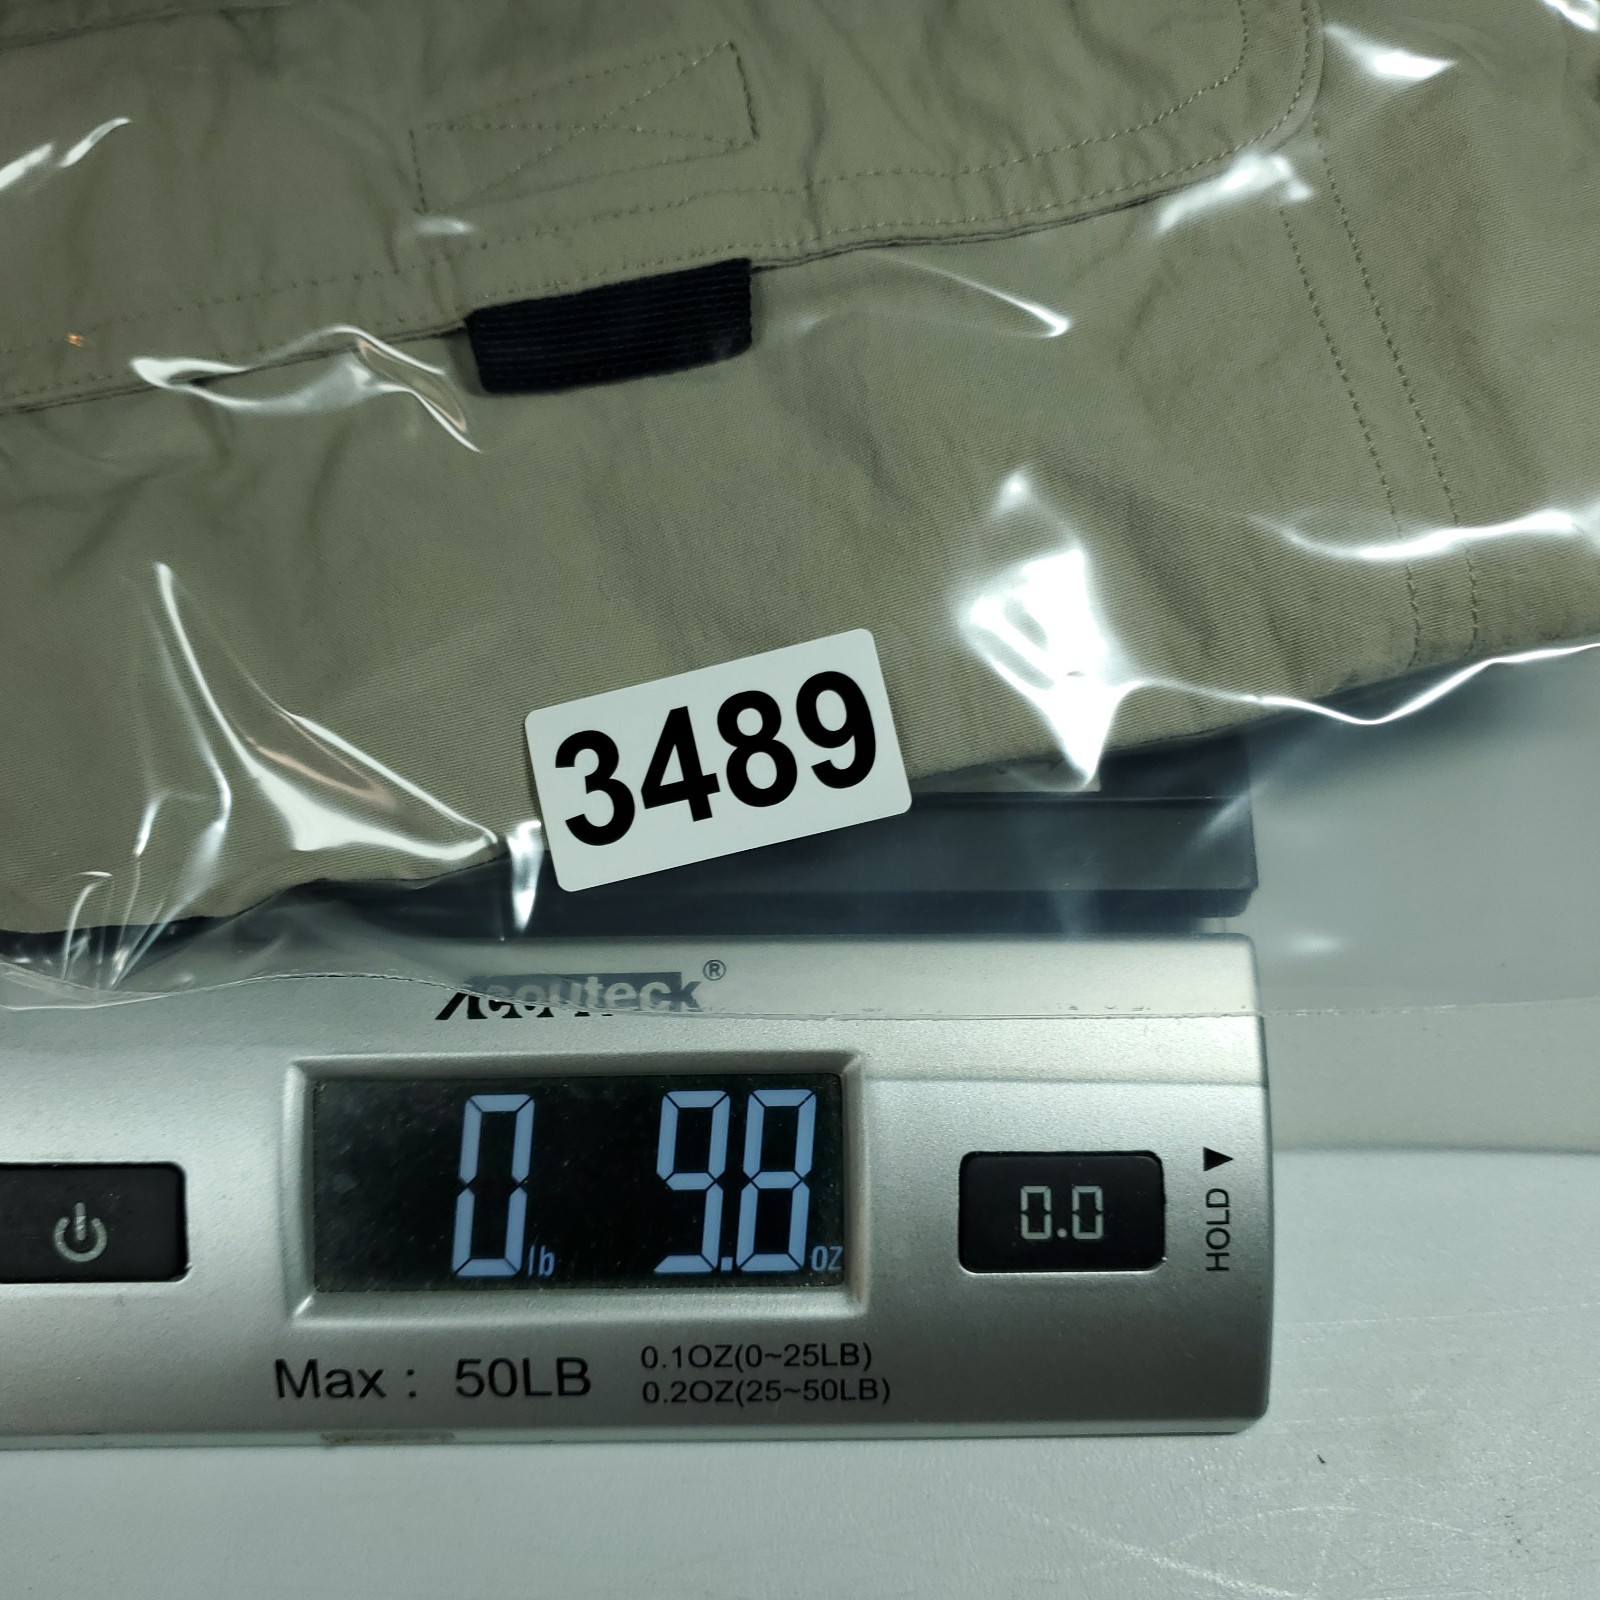 3489
Accuteck®
0 lb 9.8 oz
0.0
HOLD
Max : 50LB
0.1OZ(0~25LB)
0.2OZ(25~50LB)